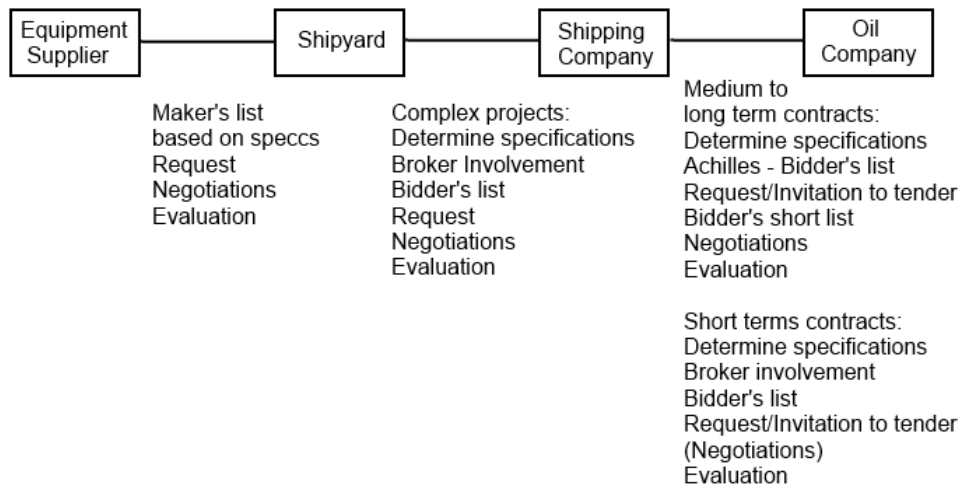 Equipment
Supplier
Shipyard
Shipping
Company
Oil
Company
Maker's list
based on speccs
Request
Negotiations
Evaluation
Complex projects:
Determine specifications
Broker Involvement
Bidder's list
Request
Negotiations
Evaluation
Medium to
long term contracts:
Determine specifications
Achilles - Bidder's list
Request/Invitation to tender
Bidder's short list
Negotiations
Evaluation
Short terms contracts:
Determine specifications
Broker involvement
Bidder's list
Request/Invitation to tender
(Negotiations)
Evaluation